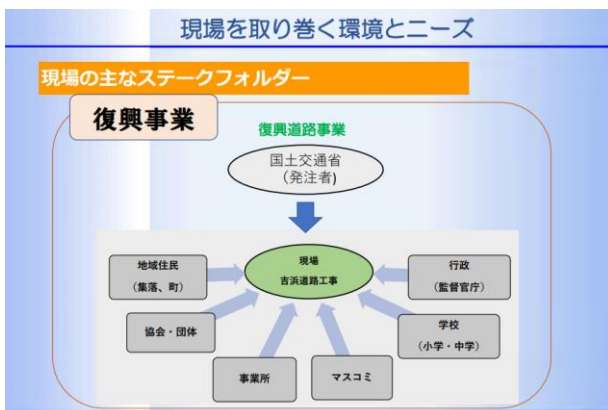 現場を取り巻く環境とニーズ
現場の主なステークフォルダー
復興事業
復興道路事業
国土交通省
(発注者)
現場
吉浜道路工事
地域住民
(集落、町)
行政
(監督官庁)
協会・団体
学校
(小学・中学)
事業所
マスコミ